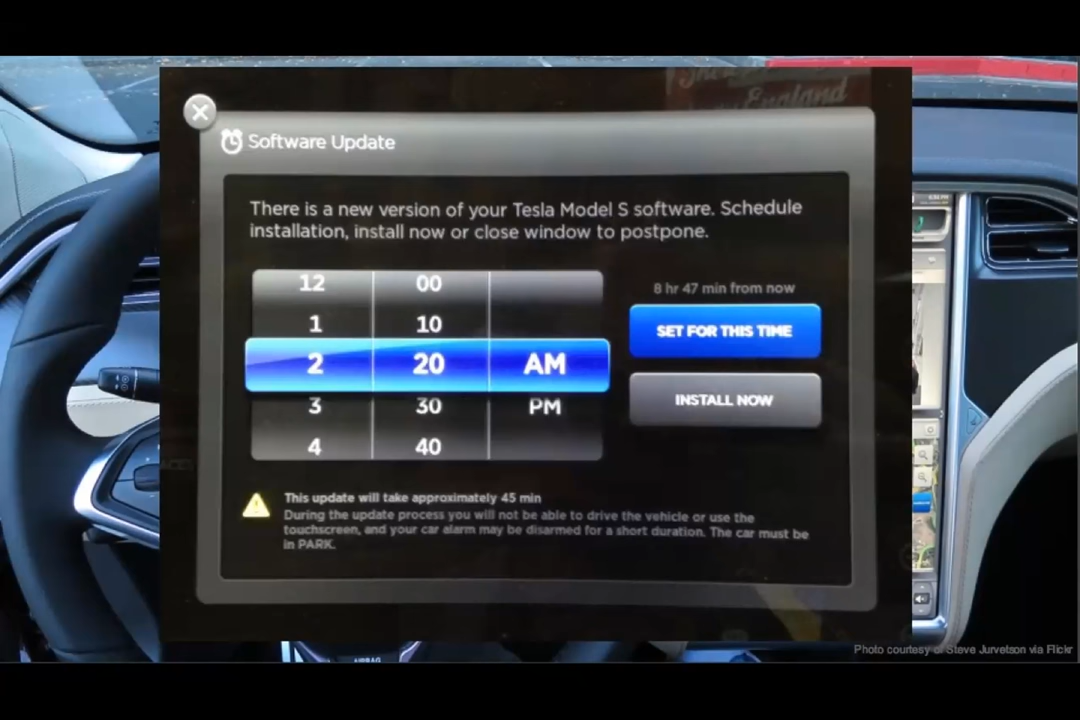 England
Software Update
There is a new version of your Tesla Model S software. Schedule
installation, install now or close window to postpone.
12 00
1 10
2 20 AM
3 30 PM
4 40
8 hr 47 min from now
SET FOR THIS TIME
INSTALL NOW
This update will take approximately 45 min
During the update process you will not be able to drive the vehicle or use the
touchscreen, and your car alarm may be disarmed for a short duration. The car must be
in PARK.
AIRBAG
Photo courtesy of Steve Jurvetson via Flickr